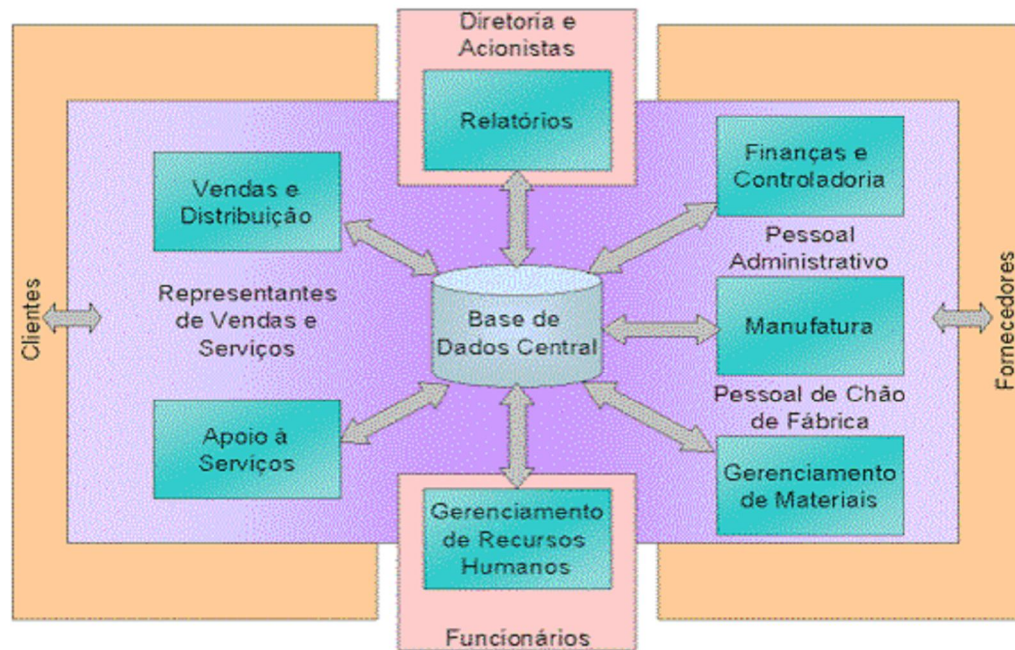 Diretoria e
Acionistas
Relatórios
Vendas e
Distribuição
Finanças e
Controladoria
Pessoal
Administrativo
Clientes
Representantes
de Vendas e
Serviços
Base de
Dados Central
Manufatura
Fornecedores
Pessoal de Chão
de Fábrica
Apoio à
Serviços
Gerenciamento
de Materiais
Gerenciamento
de Recursos
Humanos
Funcionários